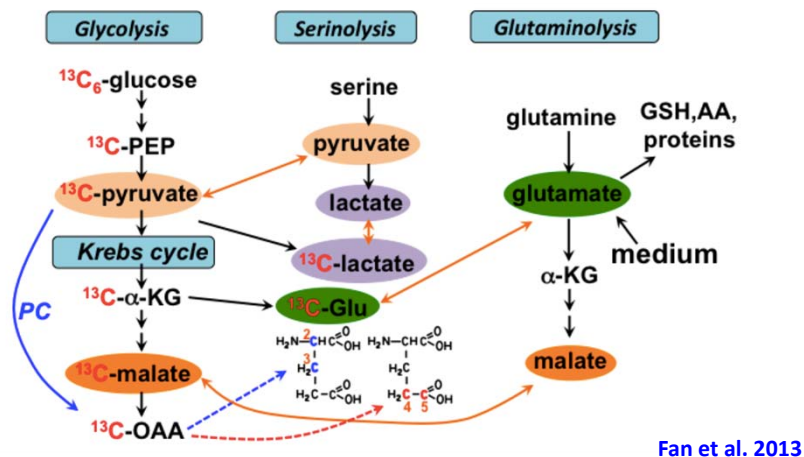 Glycolysis
Serinolysis
Glutaminolysis
¹³C₆-glucose
¹³C-PEP
¹³C-pyruvate
Krebs cycle
PC
¹³C-α-KG
¹³C-malate
¹³C-OAA
serine
pyruvate
lactate
¹³C-lactate
¹³C-Glu
2
H₂N-CHC
O
OH
3
H₂C
H₂C-C
O
OH
H₂N-CHC
O
OH
CH₂
H₂C-C
O
OH
4 5
glutamine
GSH,AA,
proteins
glutamate
medium
α-KG
malate
Fan et al. 2013